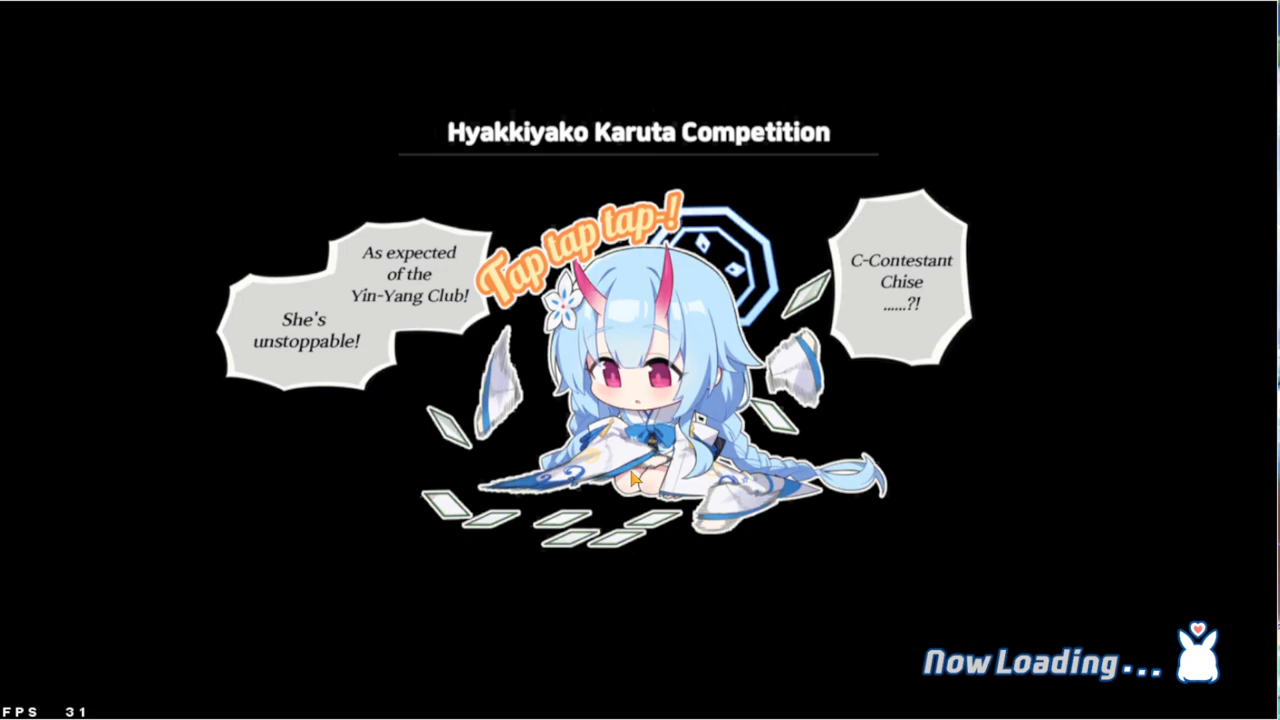 Hyakkiyako Karuta Competition
Tap tap tap-!
As expected
of the
Yin-Yang Club!
She's
unstoppable!
C-Contestant
Chise
......?!
Now Loading...
FPS 31